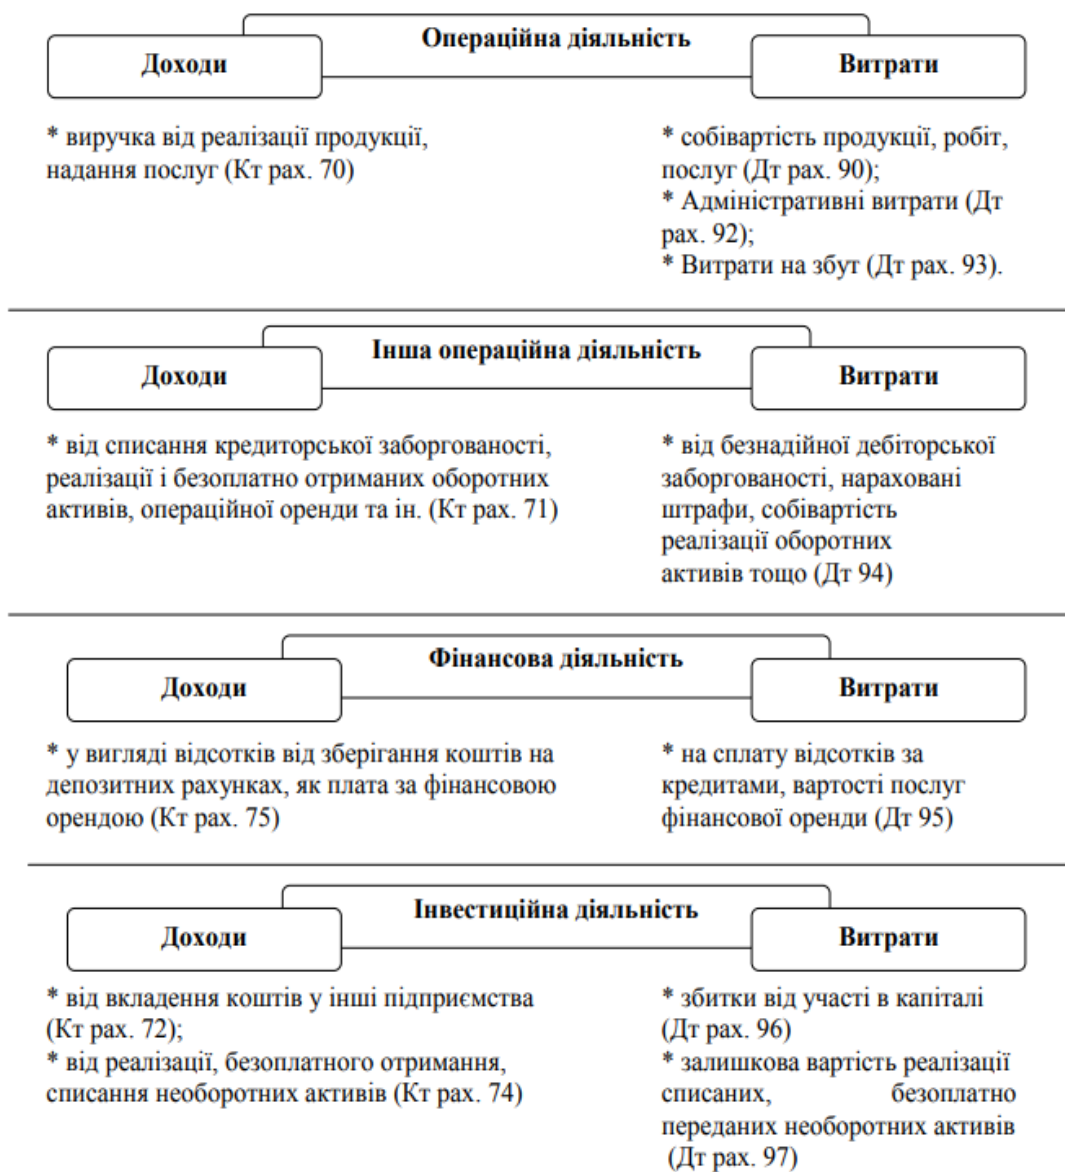 Операційна діяльність
Доходи
Витрати
* виручка від реалізації продукції,
надання послуг (Кт рах. 70)
* собівартість продукції, робіт,
послуг (Дт рах. 90);
* Адміністративні витрати (Дт
рах. 92);
* Витрати на збут (Дт рах. 93).
Інша операційна діяльність
Доходи
Витрати
* від списання кредиторської заборгованості,
реалізації і безоплатно отриманих оборотних
активів, операційної оренди та ін. (Кт рах. 71)
* від безнадійної дебіторської
заборгованості, нараховані
штрафи, собівартість
реалізації оборотних
активів тощо (Дт 94)
Фінансова діяльність
Доходи
Витрати
* у вигляді відсотків від зберігання коштів на
депозитних рахунках, як плата за фінансовою
орендою (Кт рах. 75)
* на сплату відсотків за
кредитами, вартості послуг
фінансової оренди (Дт 95)
Інвестиційна діяльність
Доходи
Витрати
* від вкладення коштів у інші підприємства
(Кт рах. 72);
* від реалізації, безоплатного отримання,
списання необоротних активів (Кт рах. 74)
* збитки від участі в капіталі
(Дт рах. 96)
* залишкова вартість реалізації
списаних, безоплатно
переданих необоротних активів
(Дт рах. 97)